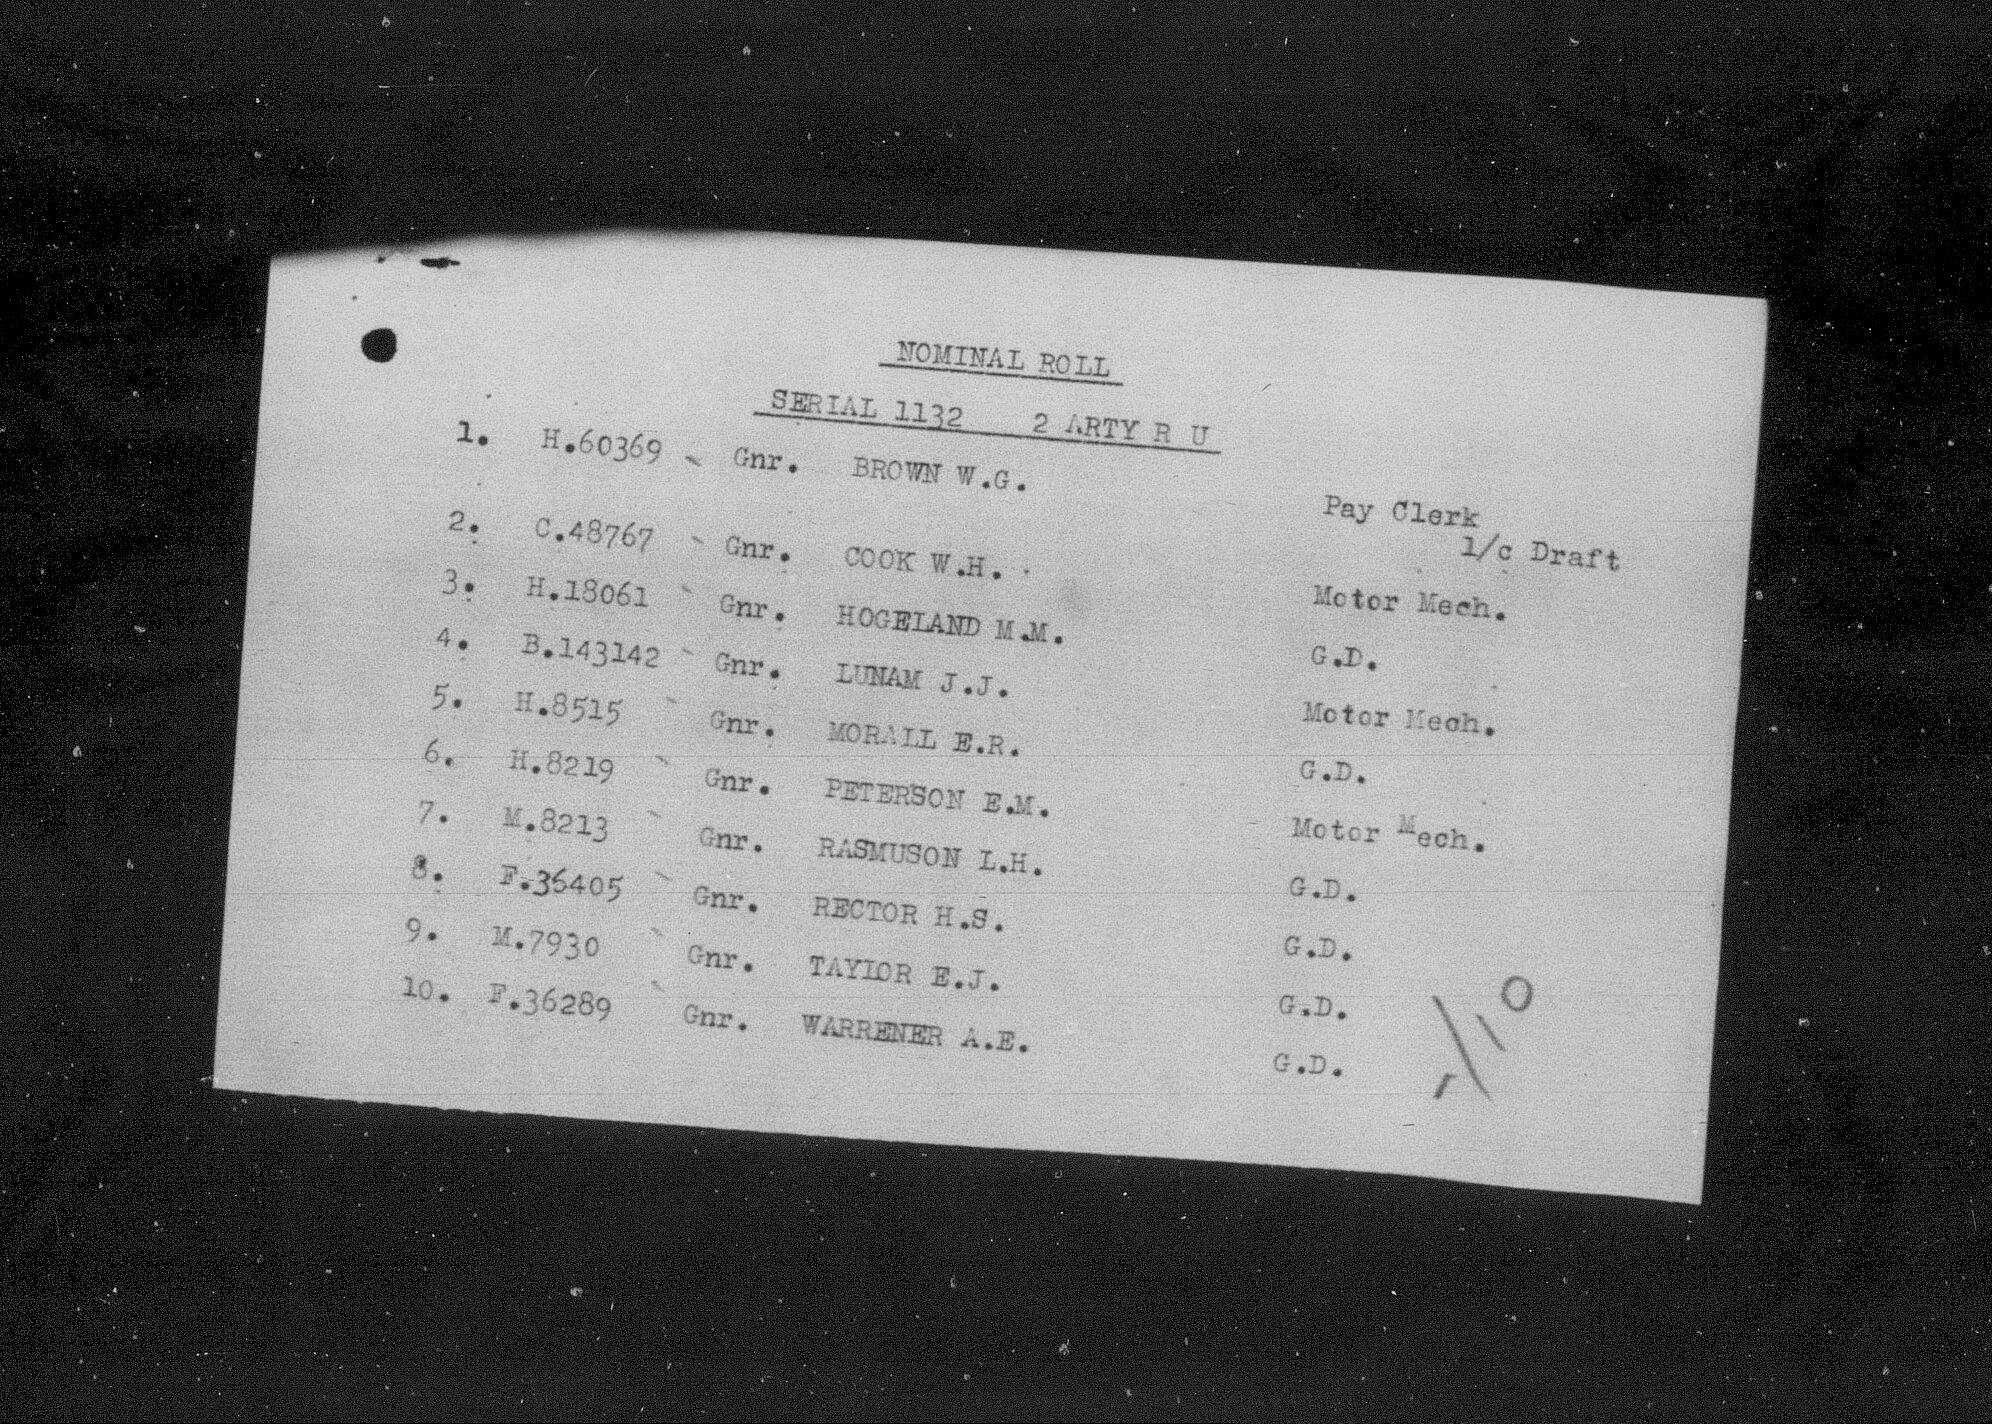 NOMINAL ROLL
SERIAL 1132 2 ARTY R U
1. H.60369 - Gnr. BROWN W.G. Pay Clerk
1/c Draft
2. C.48767 - Gnr. COOK W.H. Motor Mech.
3. H.18061 - Gnr. HOGELAND M.M. G.D.
4. B.143142 - Gnr. LUNAM J.J. Motor Mech.
5. H.8515 - Gnr. MORALL E.R. G.D.
6. H.8219 - Gnr. PETERSON E.M. Motor Mech.
7. M.8213 - Gnr. RASMUSON L.H. G.D.
8. F.36405 - Gnr. RECTOR H.S. G.D.
9. M.7930 - Gnr. TAYLOR E.J. G.D.
10. F.36289 - Gnr. WARRENER A.E. G.D.